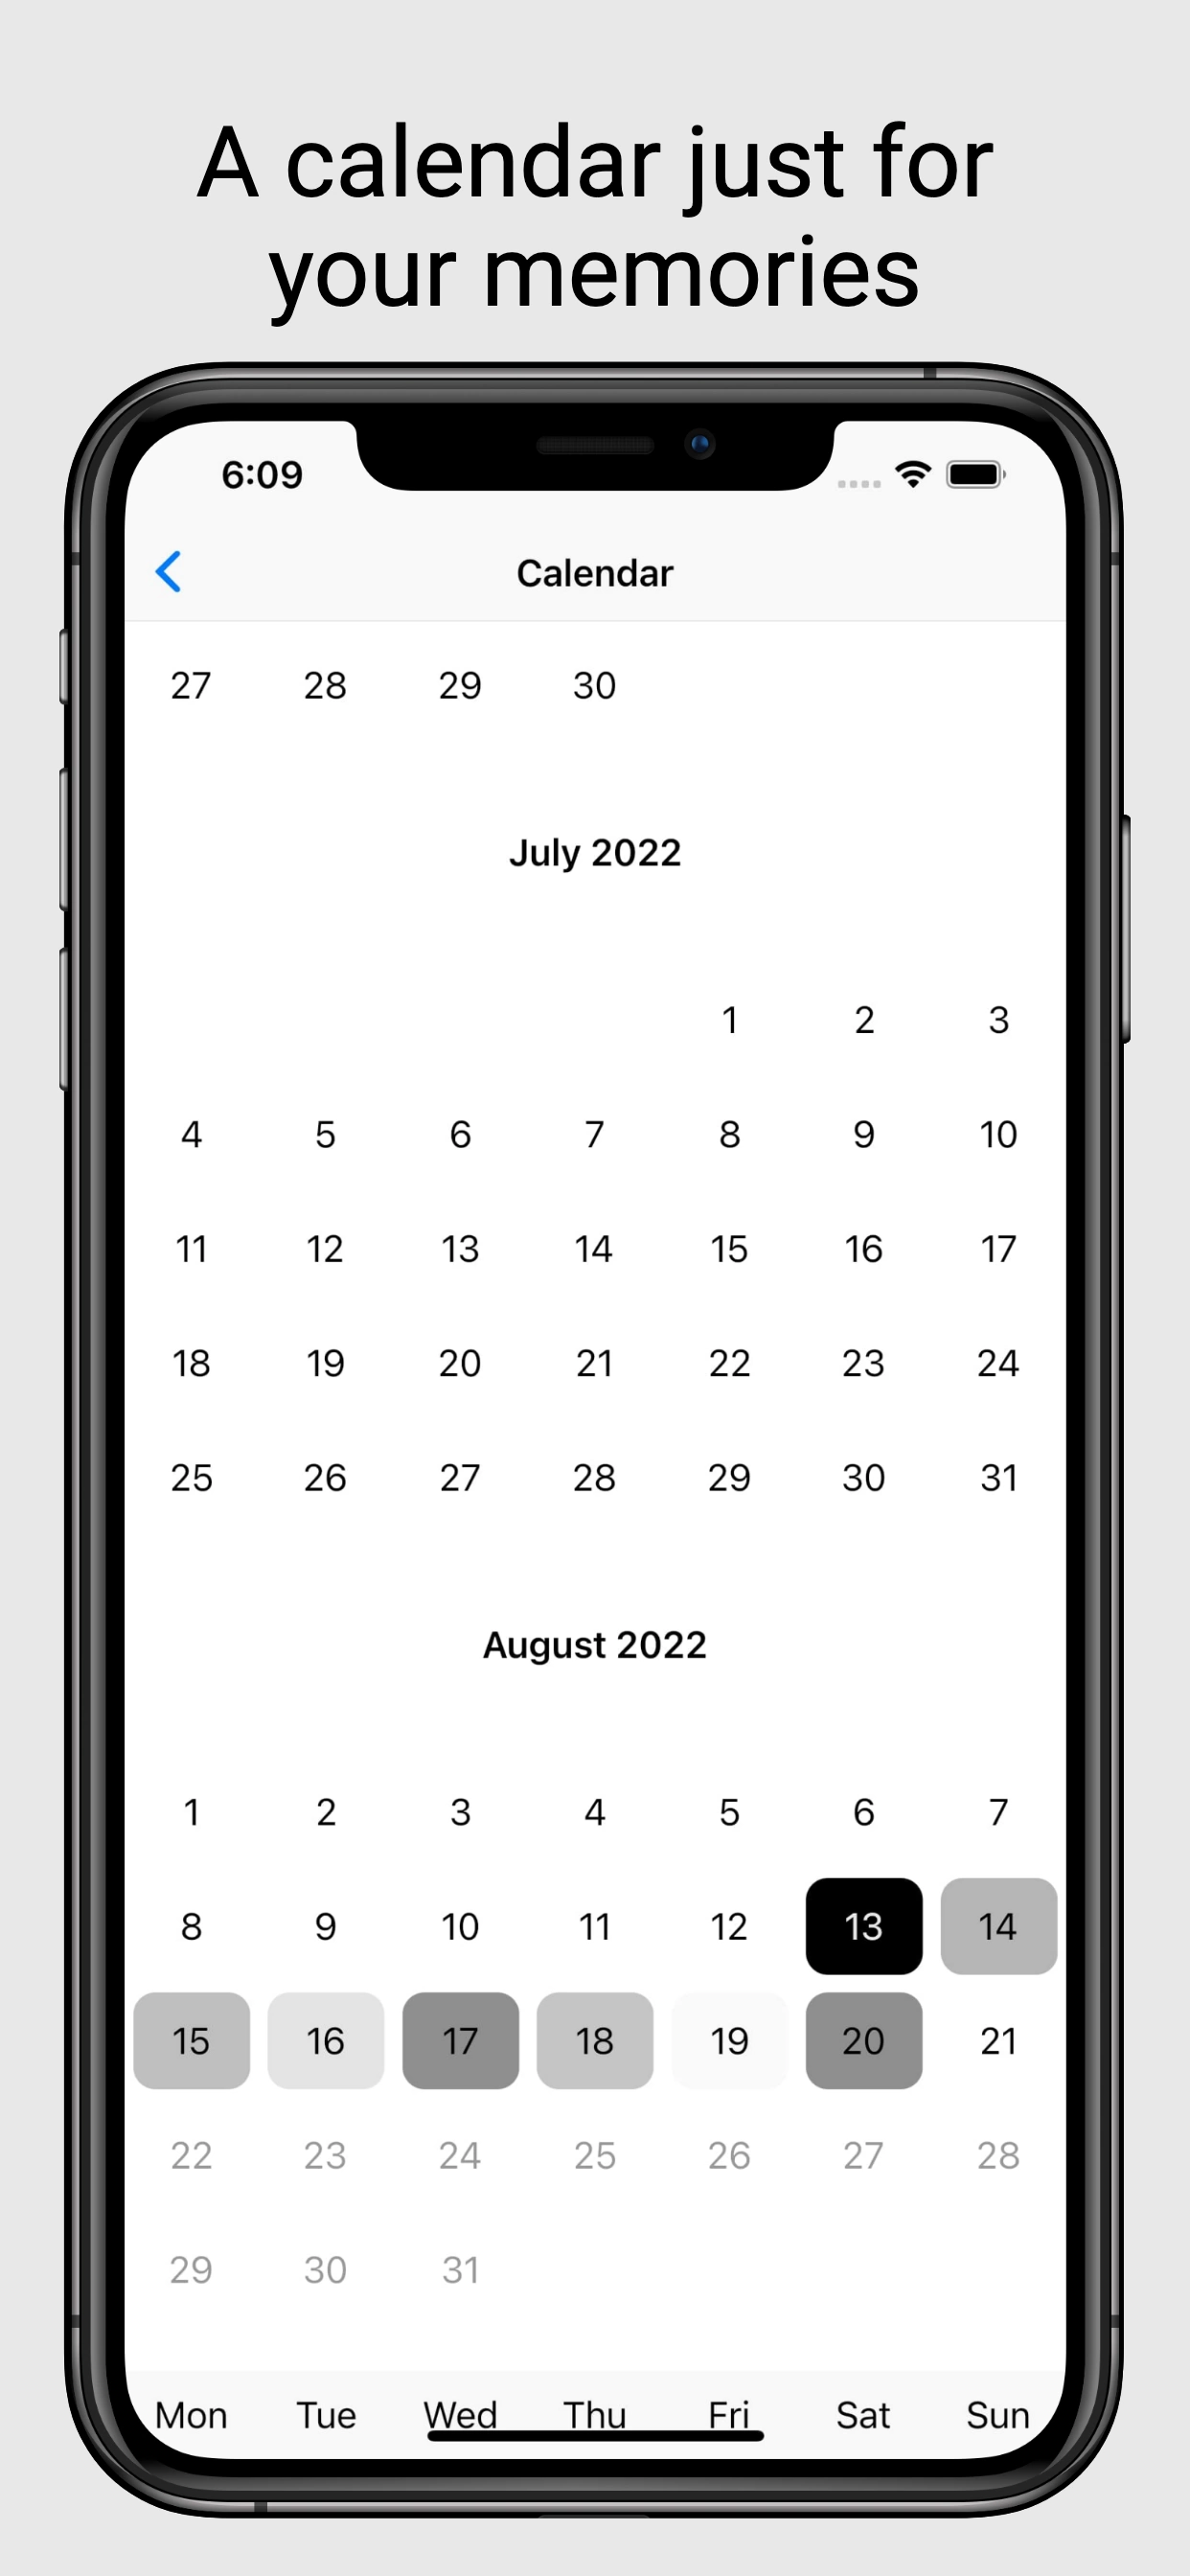 A calendar just for
your memories
6:09
Calendar
27 28 29 30
July 2022
1 2 3
4 5 6 7 8 9 10
11 12 13 14 15 16 17
18 19 20 21 22 23 24
25 26 27 28 29 30 31
August 2022
1 2 3 4 5 6 7
8 9 10 11 12 13 14
15 16 17 18 19 20 21
22 23 24 25 26 27 28
29 30 31
Mon Tue Wed Thu Fri Sat Sun